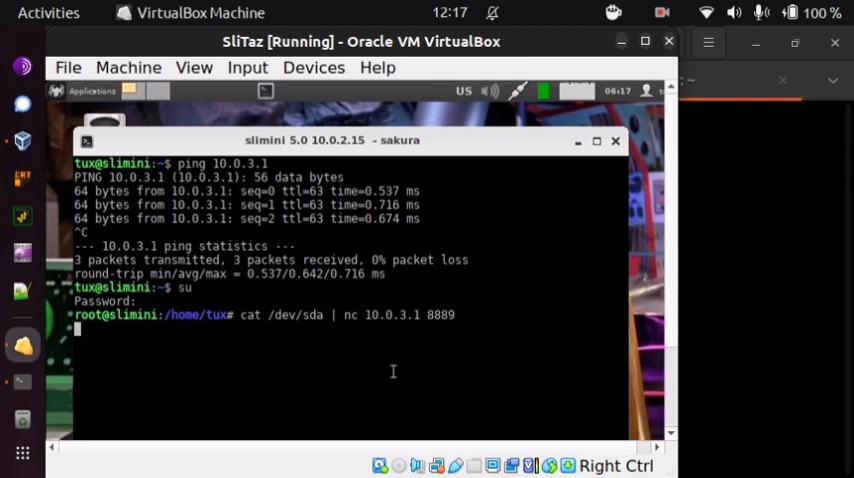 Activities
VirtualBox Machine
12:17
100 %
SliTaz [Running] - Oracle VM VirtualBox
File Machine View Input Devices Help
: ~
Applications
US
06:17
slimini 5.0 10.0.2.15 - sakura
tux@slimini:~$ ping 10.0.3.1
PING 10.0.3.1 (10.0.3.1): 56 data bytes
64 bytes from 10.0.3.1: seq=0 ttl=63 time=0.537 ms
64 bytes from 10.0.3.1: seq=1 ttl=63 time=0.716 ms
64 bytes from 10.0.3.1: seq=2 ttl=63 time=0.674 ms
^C
--- 10.0.3.1 ping statistics ---
3 packets transmitted, 3 packets received, 0% packet loss
round-trip min/avg/max = 0.537/0.642/0.716 ms
tux@slimini:~$ su
Password:
root@slimini:/home/tux# cat /dev/sda | nc 10.0.3.1 8889
CRT
Right Ctrl